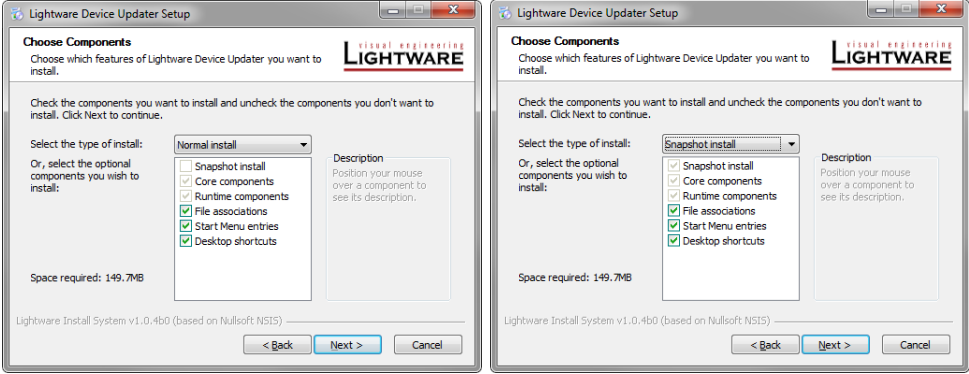 Lightware Device Updater Setup
Choose Components
Choose which features of Lightware Device Updater you want to
install.
visual engineering
LIGHTWARE
Check the components you want to install and uncheck the components you don't want to
install. Click Next to continue.
Select the type of install:
Normal install
Or, select the optional
components you wish to
install:
Snapshot install
Core components
Runtime components
File associations
Start Menu entries
Desktop shortcuts
Description
Position your mouse
over a component to
see its description.
Space required: 149.7MB
Lightware Install System v1.0.4b0 (based on Nullsoft NSIS)
< Back
Next >
Cancel
Lightware Device Updater Setup
Choose Components
Choose which features of Lightware Device Updater you want to
install.
visual engineering
LIGHTWARE
Check the components you want to install and uncheck the components you don't want to
install. Click Next to continue.
Select the type of install:
Snapshot install
Or, select the optional
components you wish to
install:
Snapshot install
Core components
Runtime components
File associations
Start Menu entries
Desktop shortcuts
Description
Position your mouse
over a component to
see its description.
Space required: 149.7MB
Lightware Install System v1.0.4b0 (based on Nullsoft NSIS)
< Back
Next >
Cancel